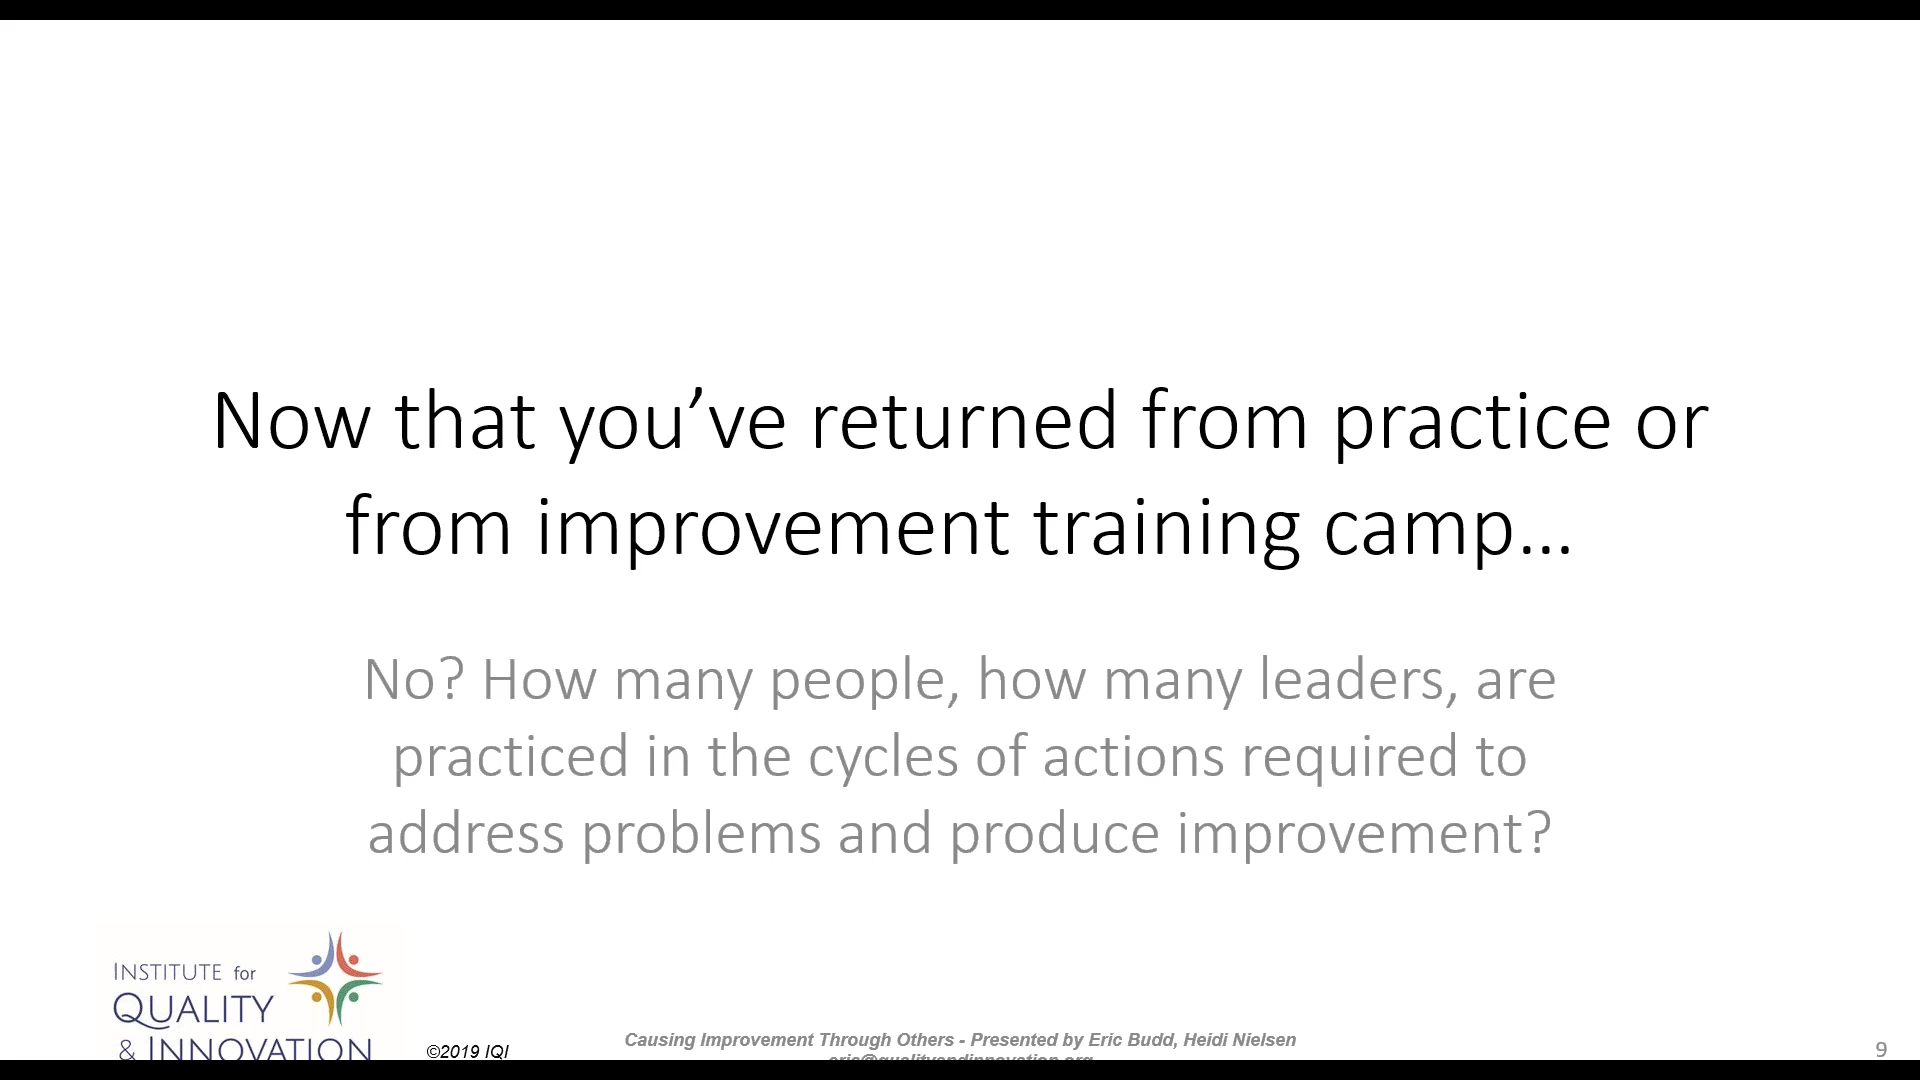 Now that you’ve returned from practice or
from improvement training camp…
No? How many people, how many leaders, are
practiced in the cycles of actions required to
address problems and produce improvement?
INSTITUTE for
QUALITY
& INNOVATION
©2019 IQI
Causing Improvement Through Others - Presented by Eric Budd, Heidi Nielsen
eric@qualityandinnovation.org
9